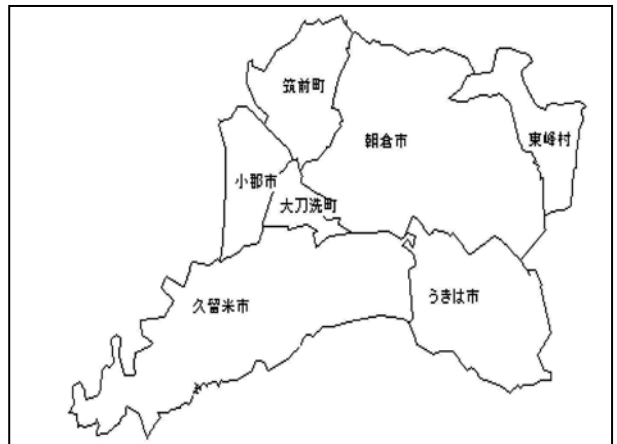 筑前町
朝倉市
東峰村
小郡市
大刀洗町
久留米市
うきは市